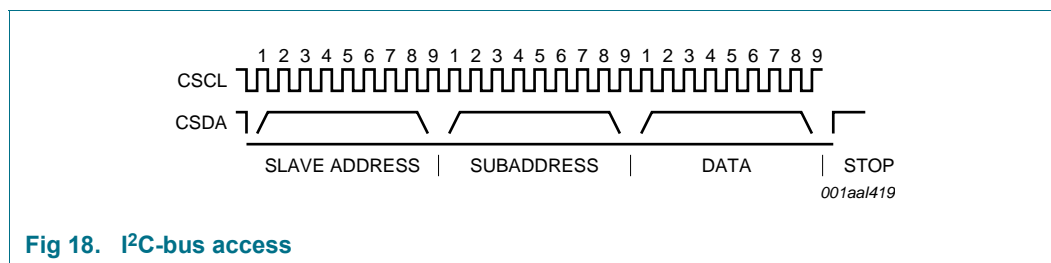 1 2 3 4 5 6 7 8 9 1 2 3 4 5 6 7 8 9 1 2 3 4 5 6 7 8 9
CSCL
CSDA
SLAVE ADDRESS SUBADDRESS DATA STOP
001aal419
Fig 18. I2C-bus access